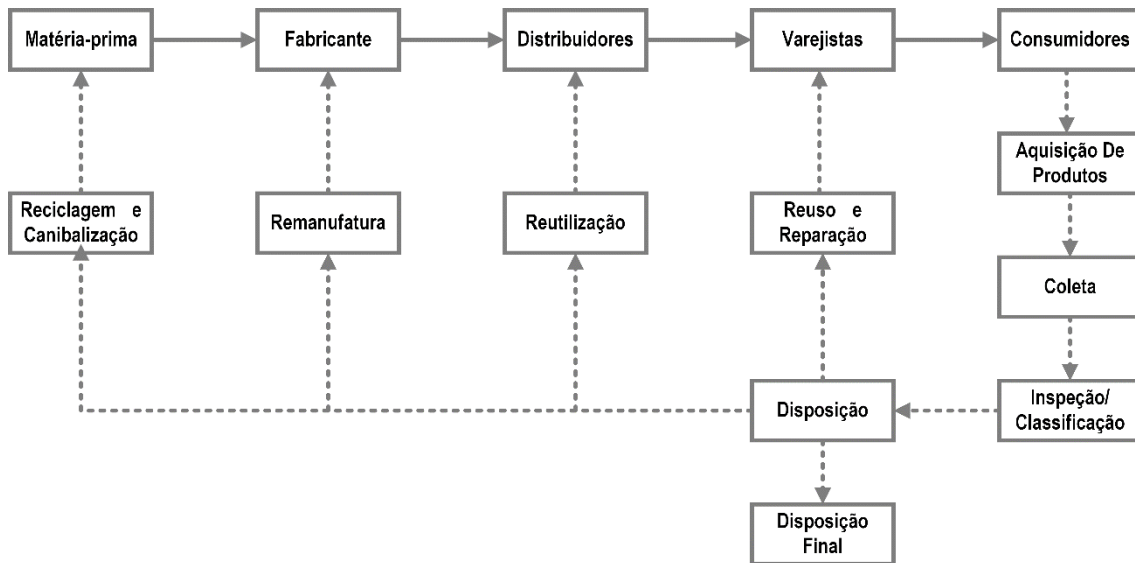 Matéria-prima
Fabricante
Distribuidores
Varejistas
Consumidores
Aquisição De
Produtos
Reciclagem e
Canibalização
Remanufatura
Reutilização
Reuso e
Reparação
Coleta
Disposição
Inspeção/
Classificação
Disposição
Final